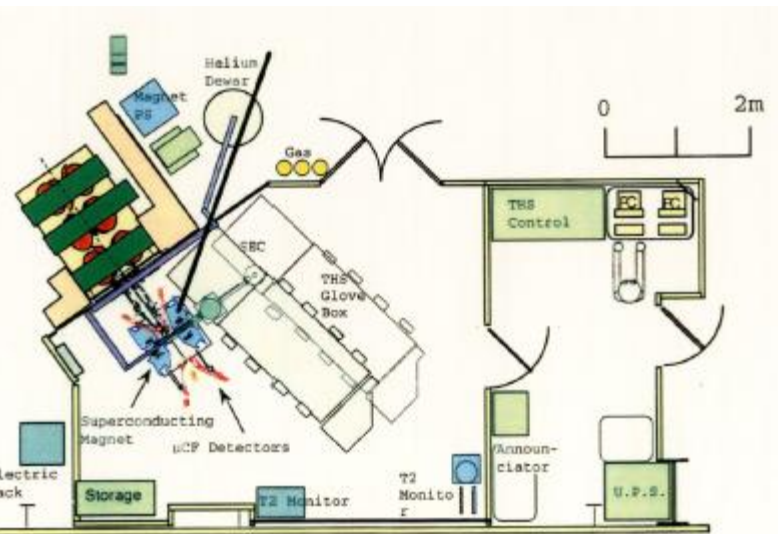 Helium
Dewar
Magnet
PS
0 2m
Gas
THS
Control
PC PC
SEC
THS
Glove
Box
Superconducting
Magnet
µCF Detectors
lectric
ack
Storage
T2 Monitor
T2
Monito
r
/Announ-
ciator
U.P.S.